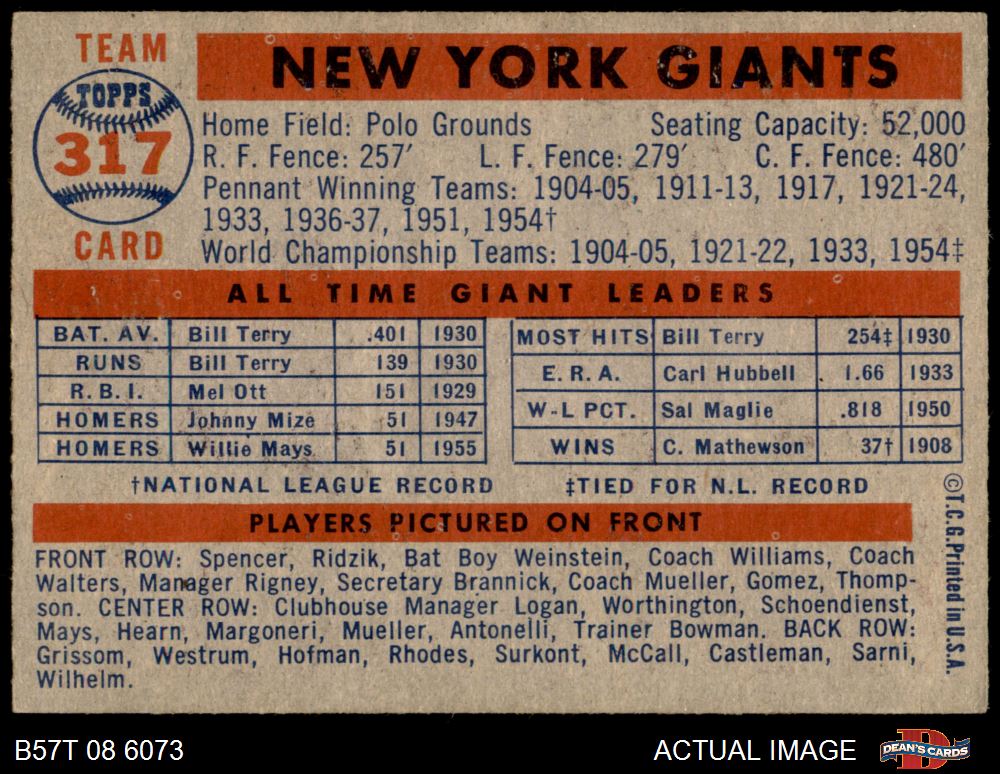 TEAM
TOPPS
317
CARD
NEW YORK GIANTS
Home Field: Polo Grounds Seating Capacity: 52,000
R. F. Fence: 257′ L. F. Fence: 279′ C. F. Fence: 480′
Pennant Winning Teams: 1904-05, 1911-13, 1917, 1921-24,
1933, 1936-37, 1951, 1954†
World Championship Teams: 1904-05, 1921-22, 1933, 1954‡
ALL TIME GIANT LEADERS
BAT. AV. Bill Terry .401 1930
RUNS Bill Terry 139 1930
R.B.I. Mel Ott 151 1929
HOMERS Johnny Mize 51 1947
HOMERS Willie Mays 51 1955
MOST HITS Bill Terry 254‡ 1930
E.R.A. Carl Hubbell 1.66 1933
W-L PCT. Sal Maglie .818 1950
WINS C. Mathewson 37† 1908
†NATIONAL LEAGUE RECORD ‡TIED FOR N.L. RECORD
PLAYERS PICTURED ON FRONT
FRONT ROW: Spencer, Ridzik, Bat Boy Weinstein, Coach Williams, Coach
Walters, Manager Rigney, Secretary Brannick, Coach Mueller, Gomez, Thomp-
son. CENTER ROW: Clubhouse Manager Logan, Worthington, Schoendienst,
Mays, Hearn, Margoneri, Mueller, Antonelli, Trainer Bowman. BACK ROW:
Grissom, Westrum, Hofman, Rhodes, Surkont, McCall, Castleman, Sarni,
Wilhelm.
©T.C.G. Printed in U.S.A.
B57T 08 6073 ACTUAL IMAGE
DEAN'S CARDS